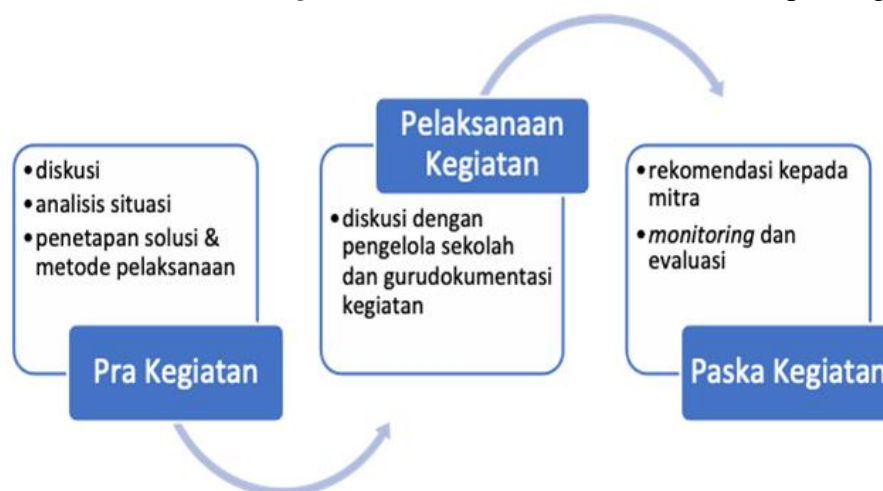 •diskusi
•analisis situasi
•penetapan solusi &
metode pelaksanaan
Pra Kegiatan
Pelaksanaan
Kegiatan
•diskusi dengan
pengelola sekolah
dan gurudokumentasi
kegiatan
•rekomendasi kepada
mitra
•monitoring dan
evaluasi
Paska Kegiatan